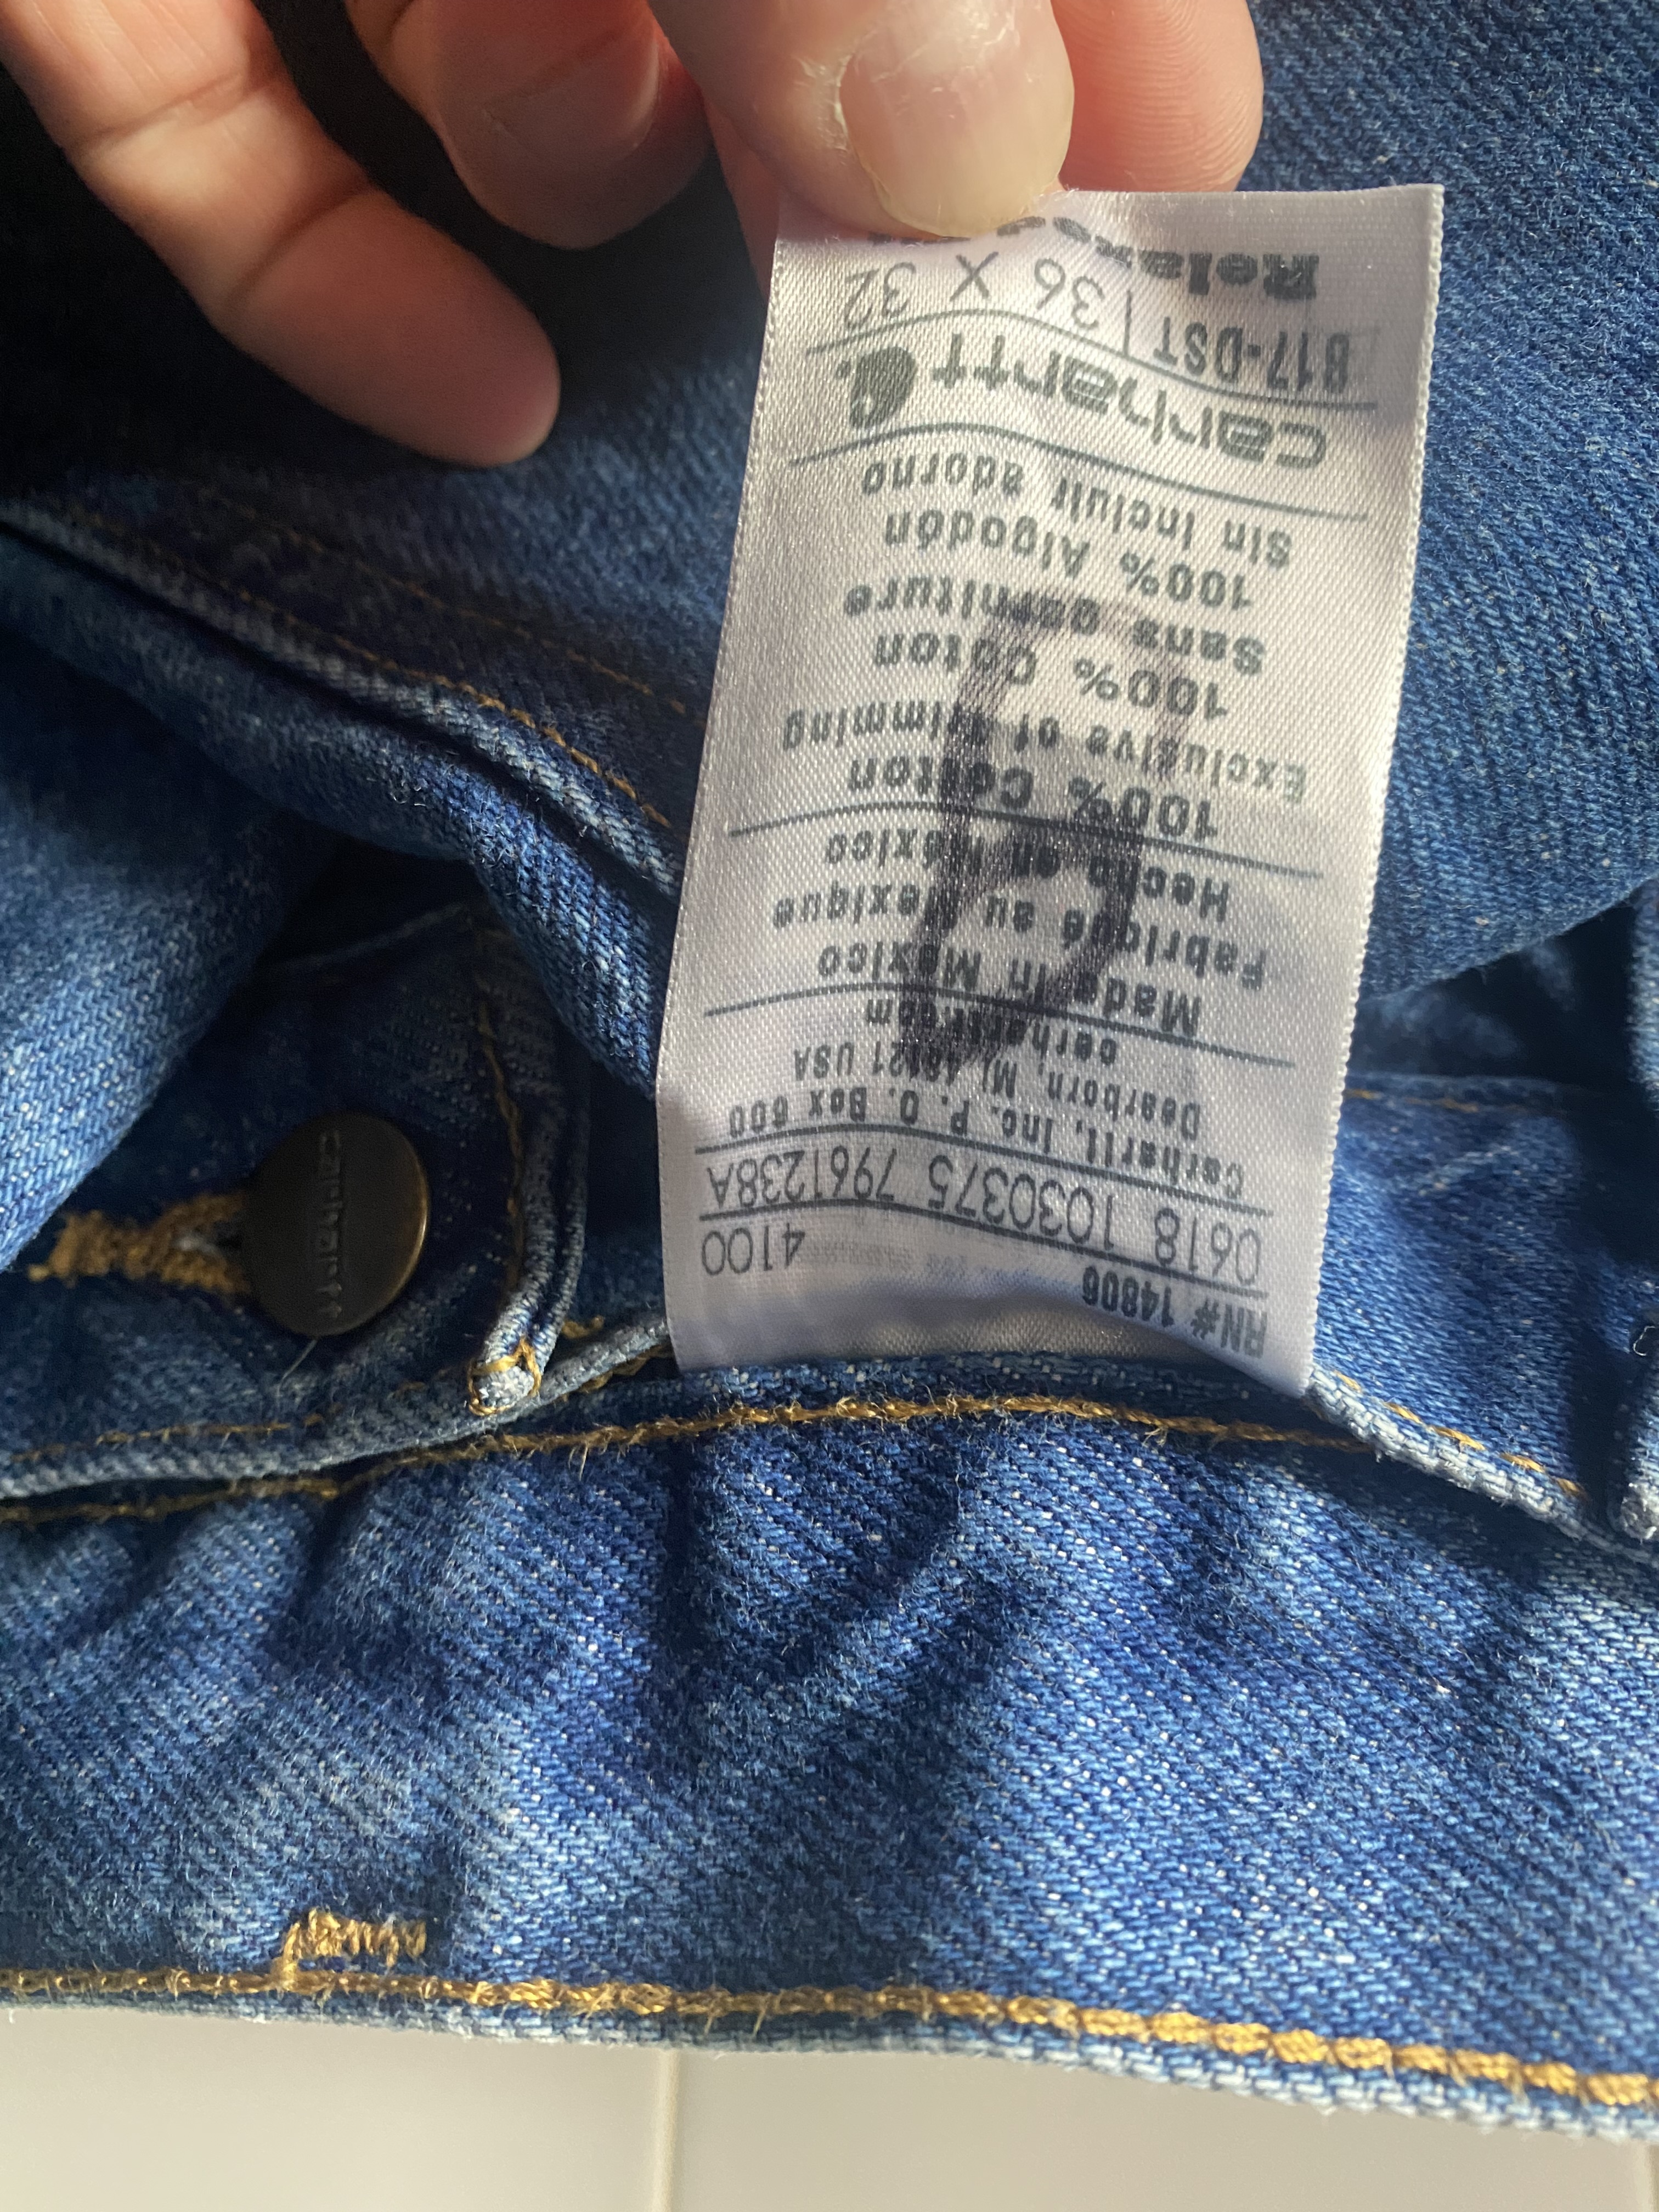 RN# 14806 4100
0618 1030375 7961238A
Carhartt, Inc. P. O. Box 600
Dearborn, MI 48121 USA
carhartt.com
Made in Mexico
Fabriqué au Mexique
Hecho en México
100% Cotton
Exclusive of trimming
100% Coton
Sans garniture
100% Algodón
Sin incluir adorno
carhartt
817-DST | 36 X 32
carhartt